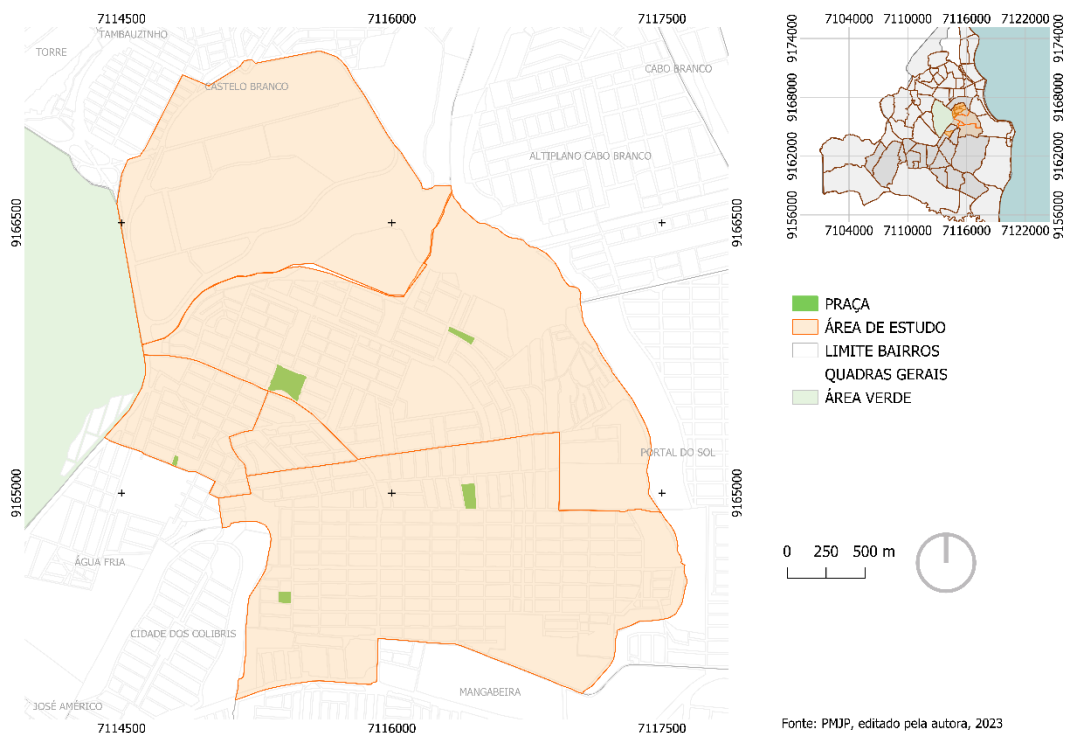 7114500 7116000 7117500
TAMBAUZINHO
TORRE
CASTELO BRANCO
CABO BRANCO
ALTIPLANO CABO BRANCO
9166500 9166500
PORTAL DO SOL
9165000 9165000
ÁGUA FRIA
CIDADE DOS COLIBRIS
MANGABEIRA
JOSÉ AMÉRICO
7114500 7116000 7117500
7104000 7110000 7116000 7122000
9174000 9174000
9168000 9168000
9162000 9162000
9156000 9156000
7104000 7110000 7116000 7122000
PRAÇA
ÁREA DE ESTUDO
LIMITE BAIRROS
QUADRAS GERAIS
ÁREA VERDE
0 250 500 m
Fonte: PMJP, editado pela autora, 2023